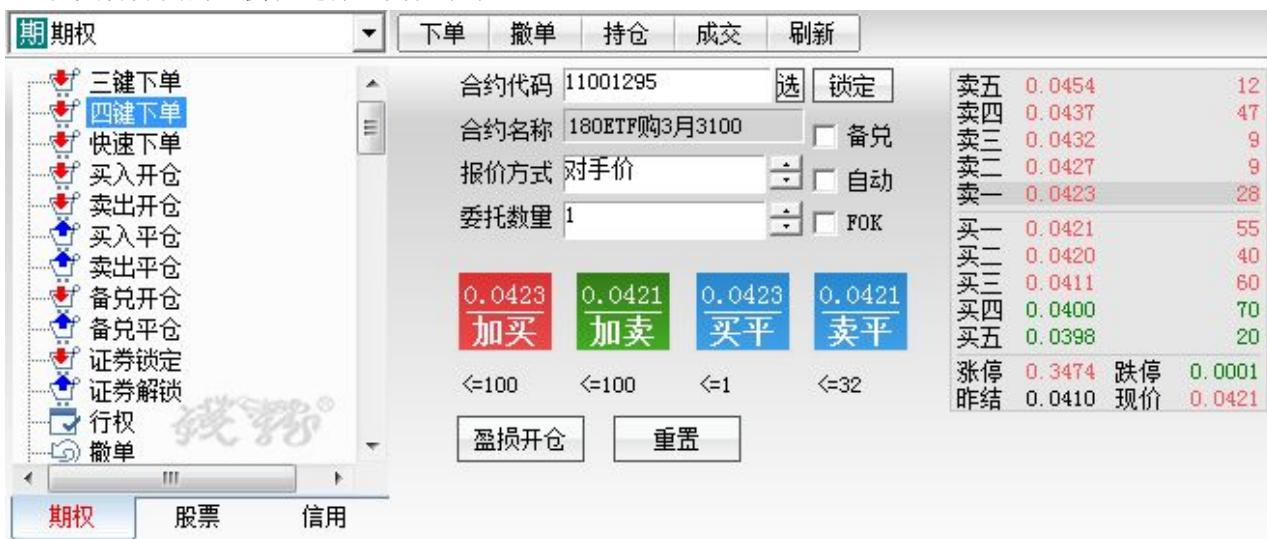 期 期权
下单 撤单 持仓 成交 刷新
三键下单
四键下单
快速下单
买入开仓
卖出开仓
买入平仓
卖出平仓
备兑开仓
备兑平仓
证券锁定
证券解锁
行权
撤单
期权 股票 信用
合约代码 11001295 选 锁定
合约名称 180ETF购3月3100 备兑
报价方式 对手价 自动
委托数量 1 FOK
0.0423 0.0421 0.0423 0.0421
加买 加卖 买平 卖平
<=100 <=100 <=1 <=32
盈损开仓 重置
卖五 0.0454 12
卖四 0.0437 47
卖三 0.0432 9
卖二 0.0427 9
卖一 0.0423 28
买一 0.0421 55
买二 0.0420 40
买三 0.0411 60
买四 0.0400 70
买五 0.0398 20
涨停 0.3474 跌停 0.0001
昨结 0.0410 现价 0.0421